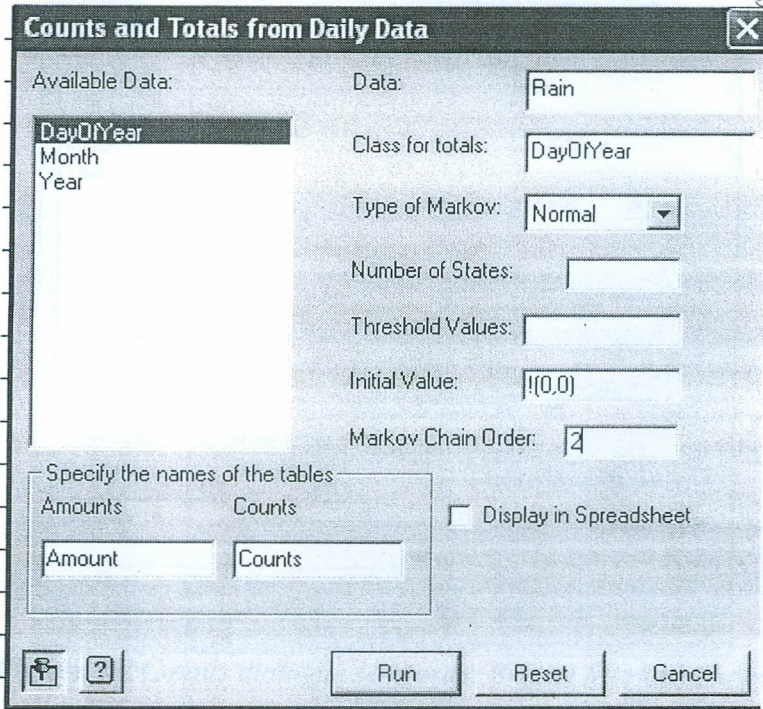 Counts and Totals from Daily Data
Available Data:
DayOfYear
Month
Year
Data:
Rain
Class for totals:
DayOfYear
Type of Markov:
Normal
Number of States:
Threshold Values:
Initial Value:
!(0,0)
Markov Chain Order:
2
Specify the names of the tables
Amounts
Counts
Amount
Counts
Display in Spreadsheet
?
Run
Reset
Cancel